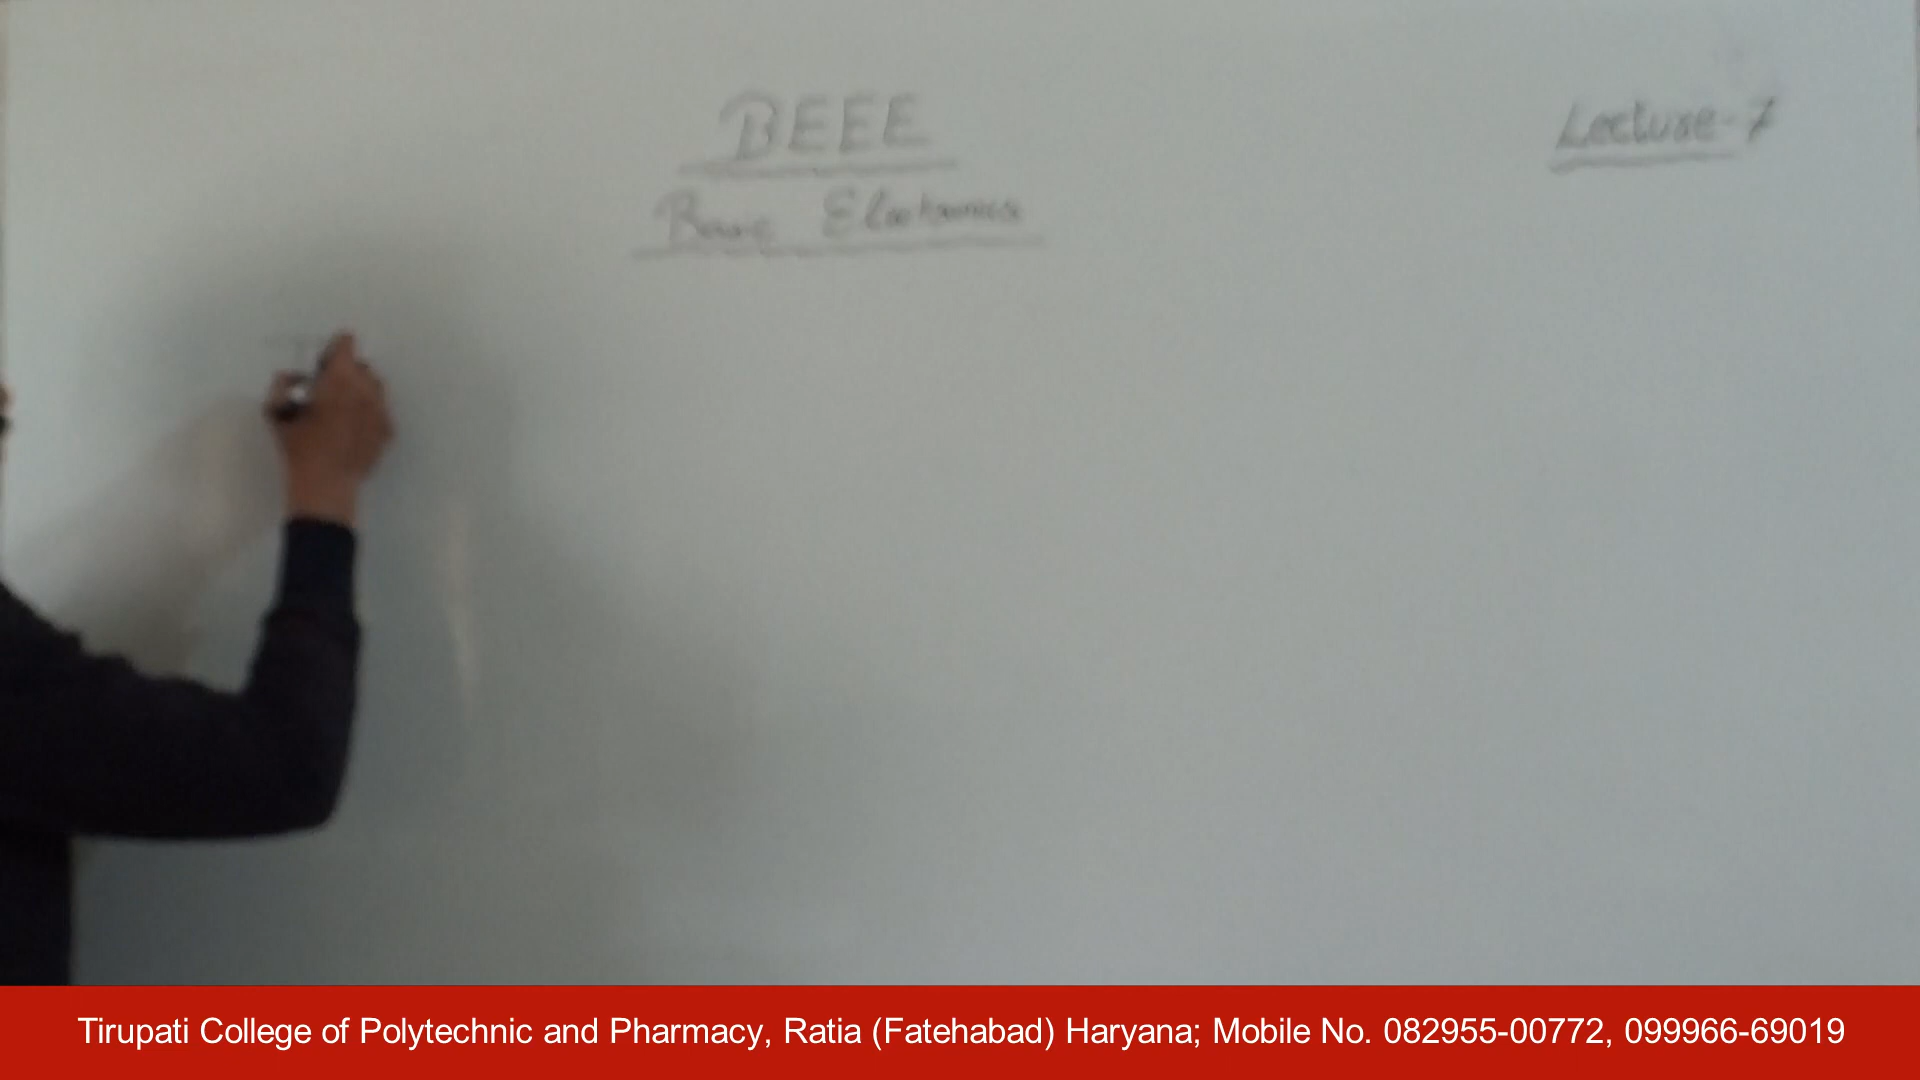 BEEE
Lecture-7
Basic Electronics
Tirupati College of Polytechnic and Pharmacy, Ratia (Fatehabad) Haryana; Mobile No. 082955-00772, 099966-69019